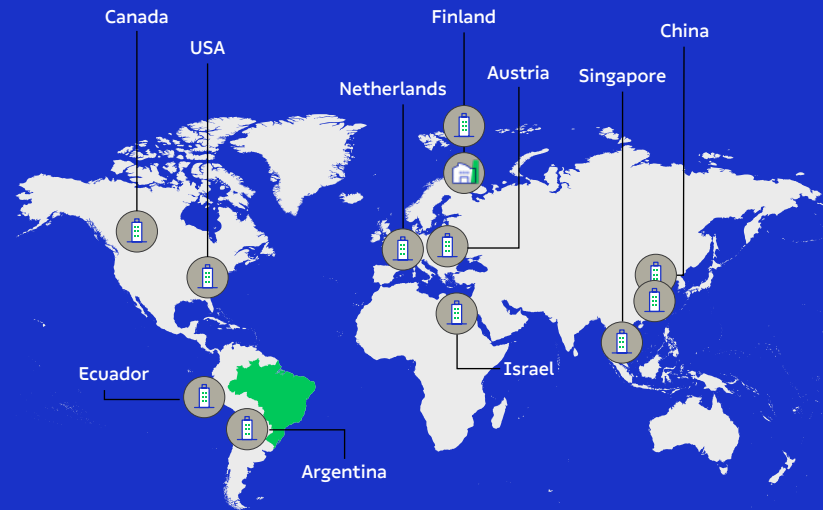 Canada
Finland
China
USA
Austria
Singapore
Netherlands
Israel
Ecuador
Argentina